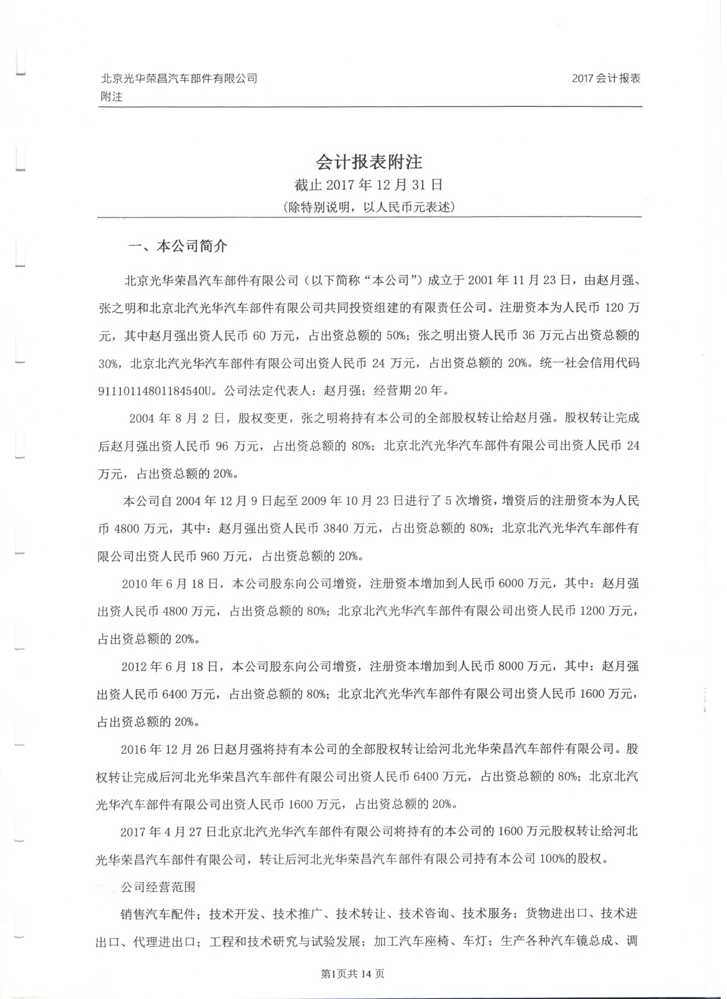 北京光华荣昌汽车部件有限公司 2017会计报表
附注
会计报表附注
截止 2017 年 12 月 31 日
(除特别说明，以人民币元表述)
一、本公司简介
北京光华荣昌汽车部件有限公司（以下简称“本公司”）成立于 2001 年 11 月 23 日，由赵月强、
张之明和北京北汽光华汽车部件有限公司共同投资组建的有限责任公司。注册资本为人民币 120 万
元，其中赵月强出资人民币 60 万元，占出资总额的 50%；张之明出资人民币 36 万元占出资总额的
30%，北京北汽光华汽车部件有限公司出资人民币 24 万元，占出资总额的 20%。统一社会信用代码
91110114801184540U。公司法定代表人：赵月强；经营期 20 年。
2004 年 8 月 2 日，股权变更，张之明将持有本公司的全部股权转让给赵月强。股权转让完成
后赵月强出资人民币 96 万元，占出资总额的 80%；北京北汽光华汽车部件有限公司出资人民币 24
万元，占出资总额的 20%。
本公司自 2004 年 12 月 9 日起至 2009 年 10 月 23 日进行了 5 次增资，增资后的注册资本为人民
币 4800 万元，其中：赵月强出资人民币 3840 万元，占出资总额的 80%；北京北汽光华汽车部件有
限公司出资人民币 960 万元，占出资总额的 20%。
2010 年 6 月 18 日，本公司股东向公司增资，注册资本增加到人民币 6000 万元，其中：赵月强
出资人民币 4800 万元，占出资总额的 80%；北京北汽光华汽车部件有限公司出资人民币 1200 万元，
占出资总额的 20%。
2012 年 6 月 18 日，本公司股东向公司增资，注册资本增加到人民币 8000 万元，其中：赵月强
出资人民币 6400 万元，占出资总额的 80%；北京北汽光华汽车部件有限公司出资人民币 1600 万元，
占出资总额的 20%。
2016 年 12 月 26 日赵月强将持有本公司的全部股权转让给河北光华荣昌汽车部件有限公司。股
权转让完成后河北光华荣昌汽车部件有限公司出资人民币 6400 万元，占出资总额的 80%；北京北汽
光华汽车部件有限公司出资人民币 1600 万元，占出资总额的 20%。
2017 年 4 月 27 日北京北汽光华汽车部件有限公司将持有的本公司的 1600 万元股权转让给河北
光华荣昌汽车部件有限公司，转让后河北光华荣昌汽车部件有限公司持有本公司 100%的股权。
公司经营范围
销售汽车配件；技术开发、技术推广、技术转让、技术咨询、技术服务；货物进出口、技术进
出口、代理进出口；工程和技术研究与试验发展；加工汽车座椅、车灯；生产各种汽车镜总成、调
第1页共 14 页